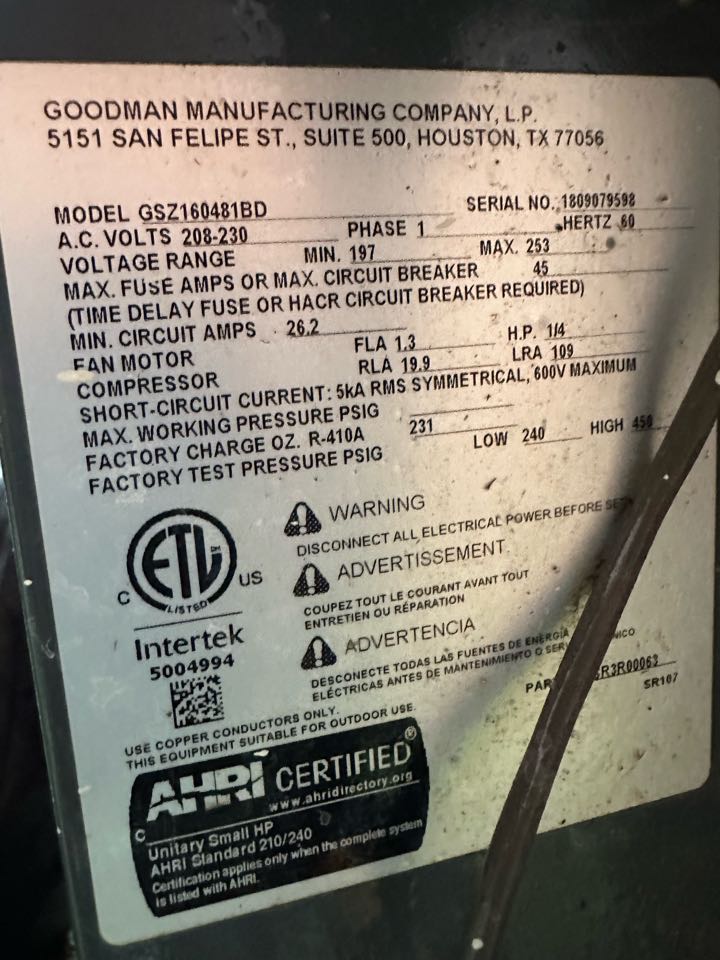 GOODMAN MANUFACTURING COMPANY, L.P.
5151 SAN FELIPE ST., SUITE 500, HOUSTON, TX 77056
MODEL GSZ160481BD SERIAL NO. 1809079598
A.C. VOLTS 208-230 PHASE 1 HERTZ 60
VOLTAGE RANGE MIN. 197 MAX. 253
MAX. FUSE AMPS OR MAX. CIRCUIT BREAKER 45
(TIME DELAY FUSE OR HACR CIRCUIT BREAKER REQUIRED)
MIN. CIRCUIT AMPS 26.2
FAN MOTOR FLA 1.3 H.P. 1/4
COMPRESSOR RLA 19.9 LRA 109
SHORT-CIRCUIT CURRENT: 5kA RMS SYMMETRICAL, 600V MAXIMUM
MAX. WORKING PRESSURE PSIG
FACTORY CHARGE OZ. R-410A 231
FACTORY TEST PRESSURE PSIG LOW 240 HIGH 450
WARNING
DISCONNECT ALL ELECTRICAL POWER BEFORE
ADVERTISSEMENT
COUPEZ TOUT LE COURANT AVANT TOUT
ENTRETIEN OU RÉPARATION
ADVERTENCIA
DESCONECTE TODAS LAS FUENTES DE ENERGÍA
ELÉCTRICAS ANTES DE MANTENIMIENTO O
R3R00063
SR107
C ETL US
LISTED
Intertek
5004994
USE COPPER CONDUCTORS ONLY.
THIS EQUIPMENT SUITABLE FOR OUTDOOR USE.
AHRI CERTIFIED®
www.ahridirectory.org
C
Unitary Small HP
AHRI Standard 210/240
Certification applies only when the complete system
is listed with AHRI.